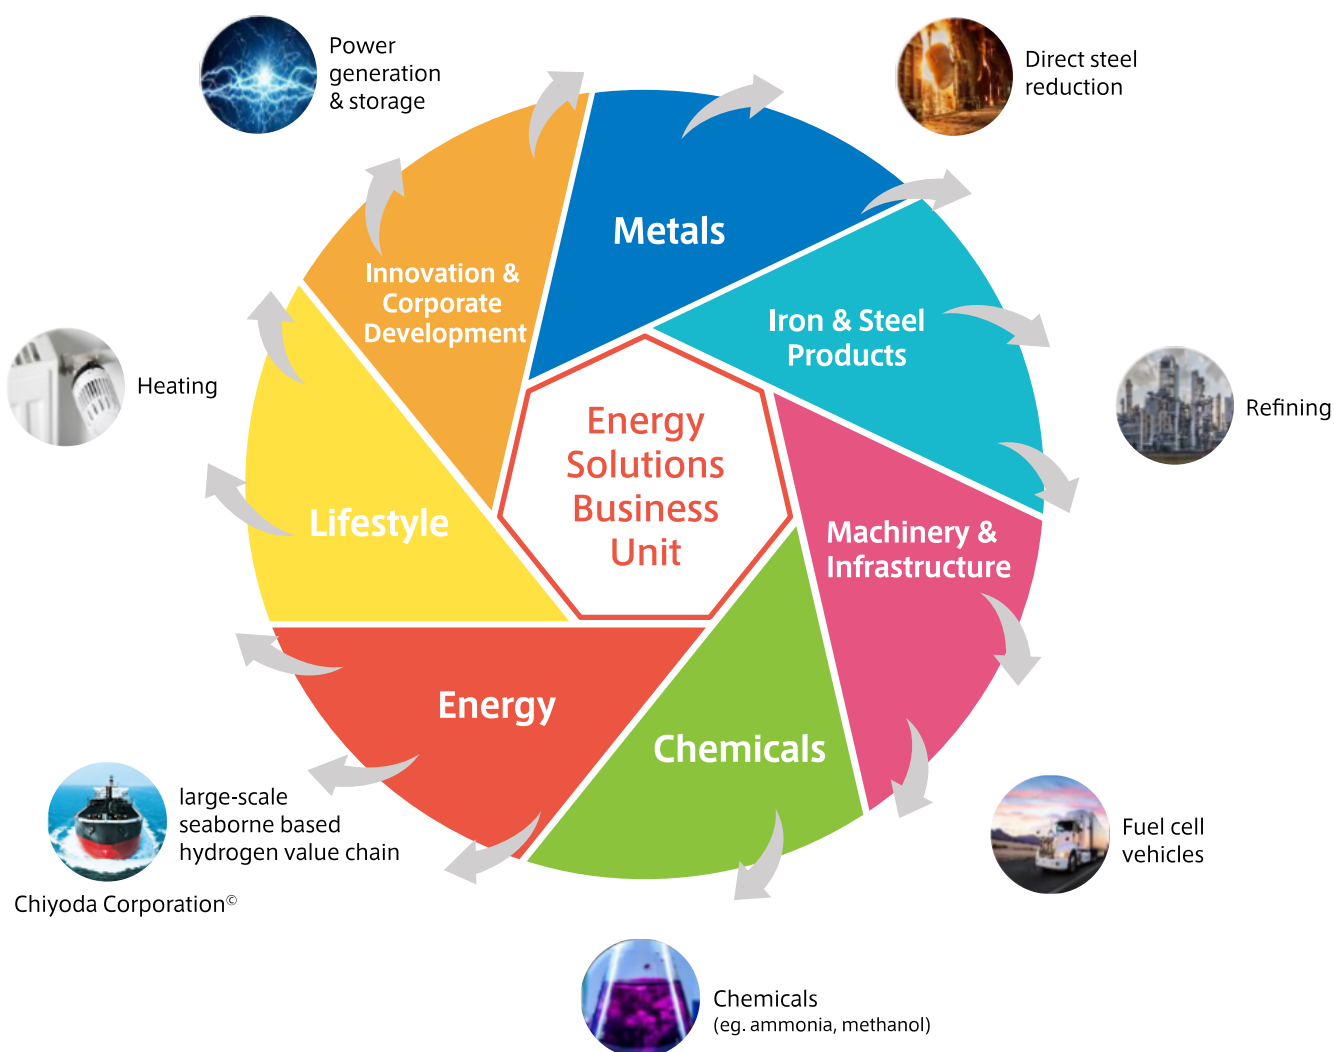 Power
generation
& storage
Direct steel
reduction
Metals
Innovation &
Corporate
Development
Iron & Steel
Products
Heating
Refining
Energy
Solutions
Business
Unit
Lifestyle
Machinery &
Infrastructure
Energy
Chemicals
large-scale
seaborne based
hydrogen value chain
Chiyoda Corporation©
Fuel cell
vehicles
Chemicals
(eg. ammonia, methanol)